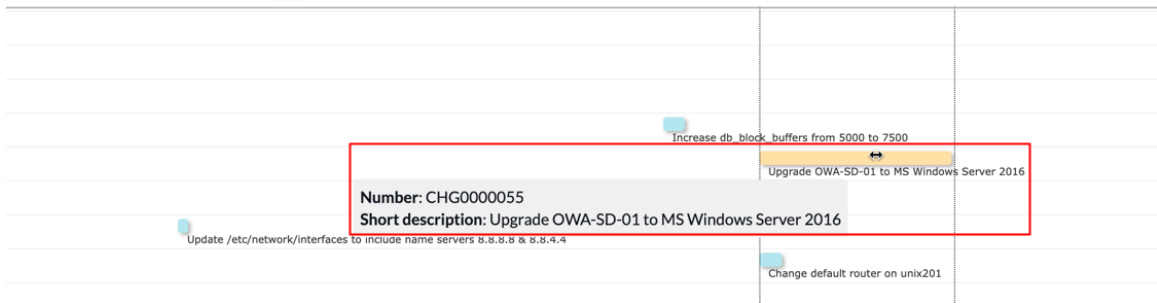 Increase db_block_buffers from 5000 to 7500
Upgrade OWA-SD-01 to MS Windows Server 2016
Number: CHG0000055
Short description: Upgrade OWA-SD-01 to MS Windows Server 2016
Update /etc/network/interfaces to include name servers 8.8.8.8 & 8.8.4.4
Change default router on unix201